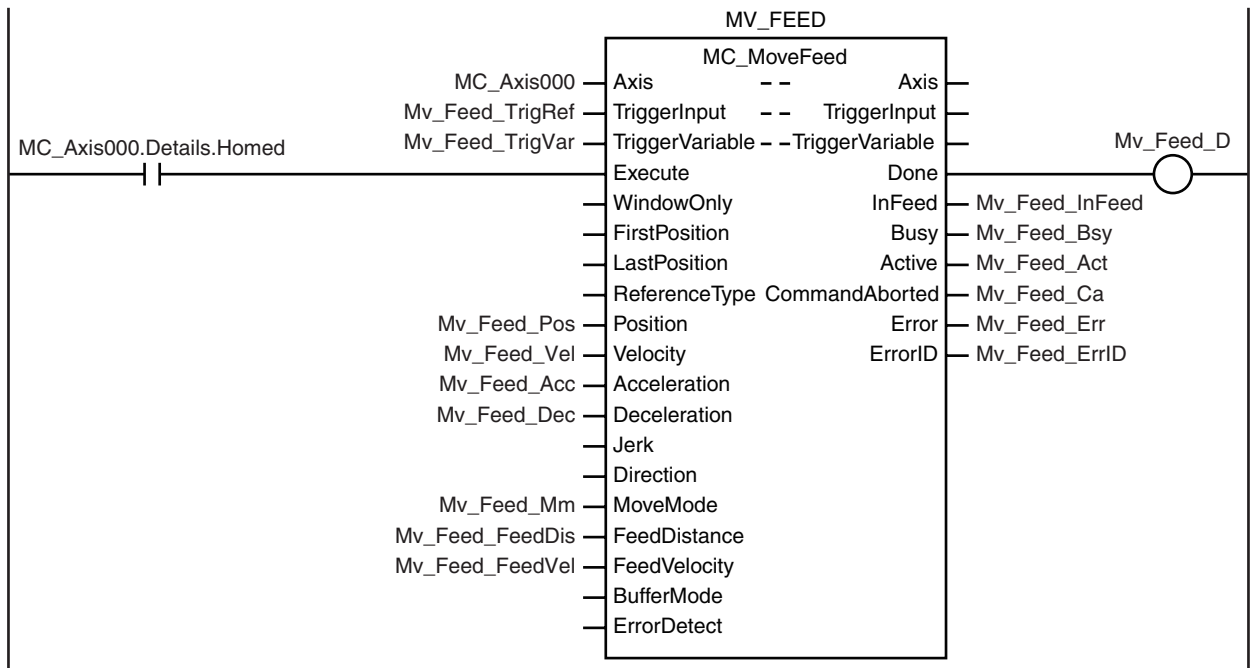 MV_FEED
MC_MoveFeed
MC_Axis000 Axis -- Axis
Mv_Feed_TrigRef TriggerInput -- TriggerInput
Mv_Feed_TrigVar TriggerVariable -- TriggerVariable
MC_Axis000.Details.Homed Execute Done Mv_Feed_D
WindowOnly InFeed Mv_Feed_InFeed
FirstPosition Busy Mv_Feed_Bsy
LastPosition Active Mv_Feed_Act
ReferenceType CommandAborted Mv_Feed_Ca
Mv_Feed_Pos Position Error Mv_Feed_Err
Mv_Feed_Vel Velocity ErrorID Mv_Feed_ErrID
Mv_Feed_Acc Acceleration
Mv_Feed_Dec Deceleration
Jerk
Direction
Mv_Feed_Mm MoveMode
Mv_Feed_FeedDis FeedDistance
Mv_Feed_FeedVel FeedVelocity
BufferMode
ErrorDetect